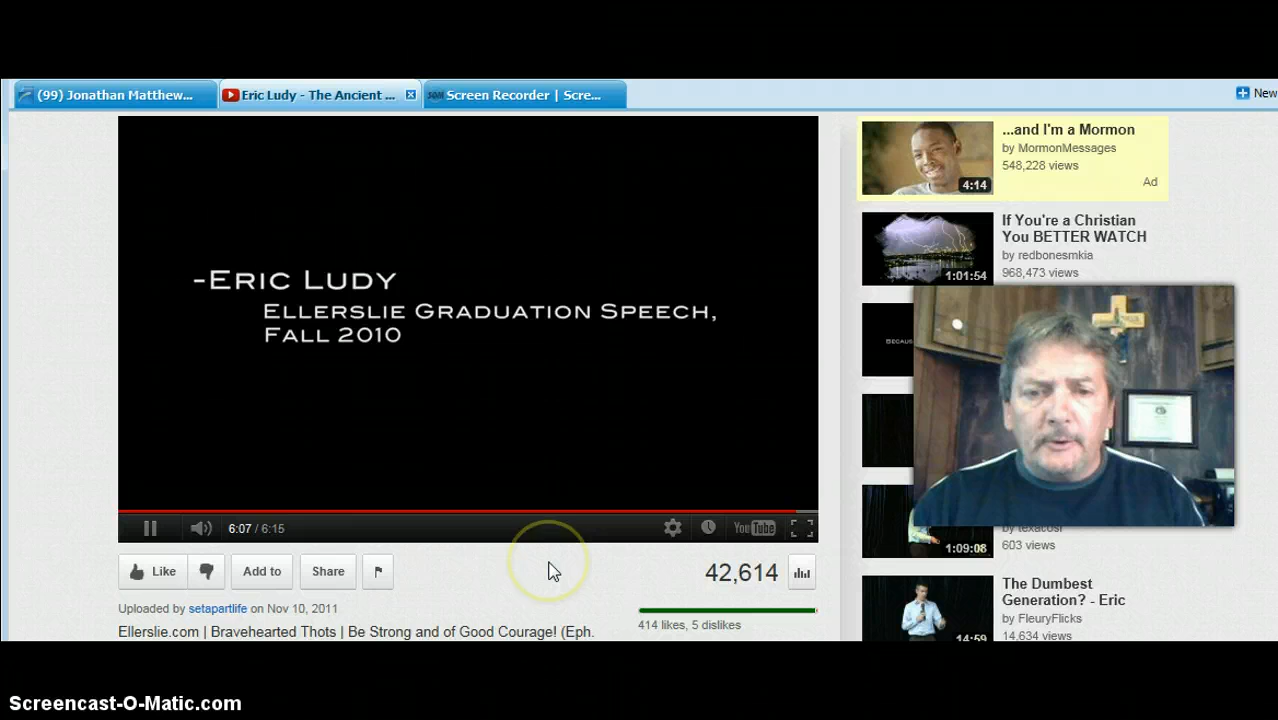 (99) Jonathan Matthew...
Eric Ludy - The Ancient ...
SOM Screen Recorder | Scre...
New
-Eric Ludy
Ellerslie Graduation Speech,
Fall 2010
6:07 / 6:15
YouTube
Like
Add to
Share
42,614
Uploaded by setapartlife on Nov 10, 2011
414 likes, 5 dislikes
Ellerslie.com | Bravehearted Thots | Be Strong and of Good Courage! (Eph.
...and I'm a Mormon
by MormonMessages
548,228 views
Ad
4:14
If You're a Christian
You BETTER WATCH
by redbonesmkia
968,473 views
1:01:54
BECAUS
by texacosr
603 views
1:09:08
The Dumbest
Generation? - Eric
by FleuryFlicks
14,634 views
14:59
Screencast-O-Matic.com